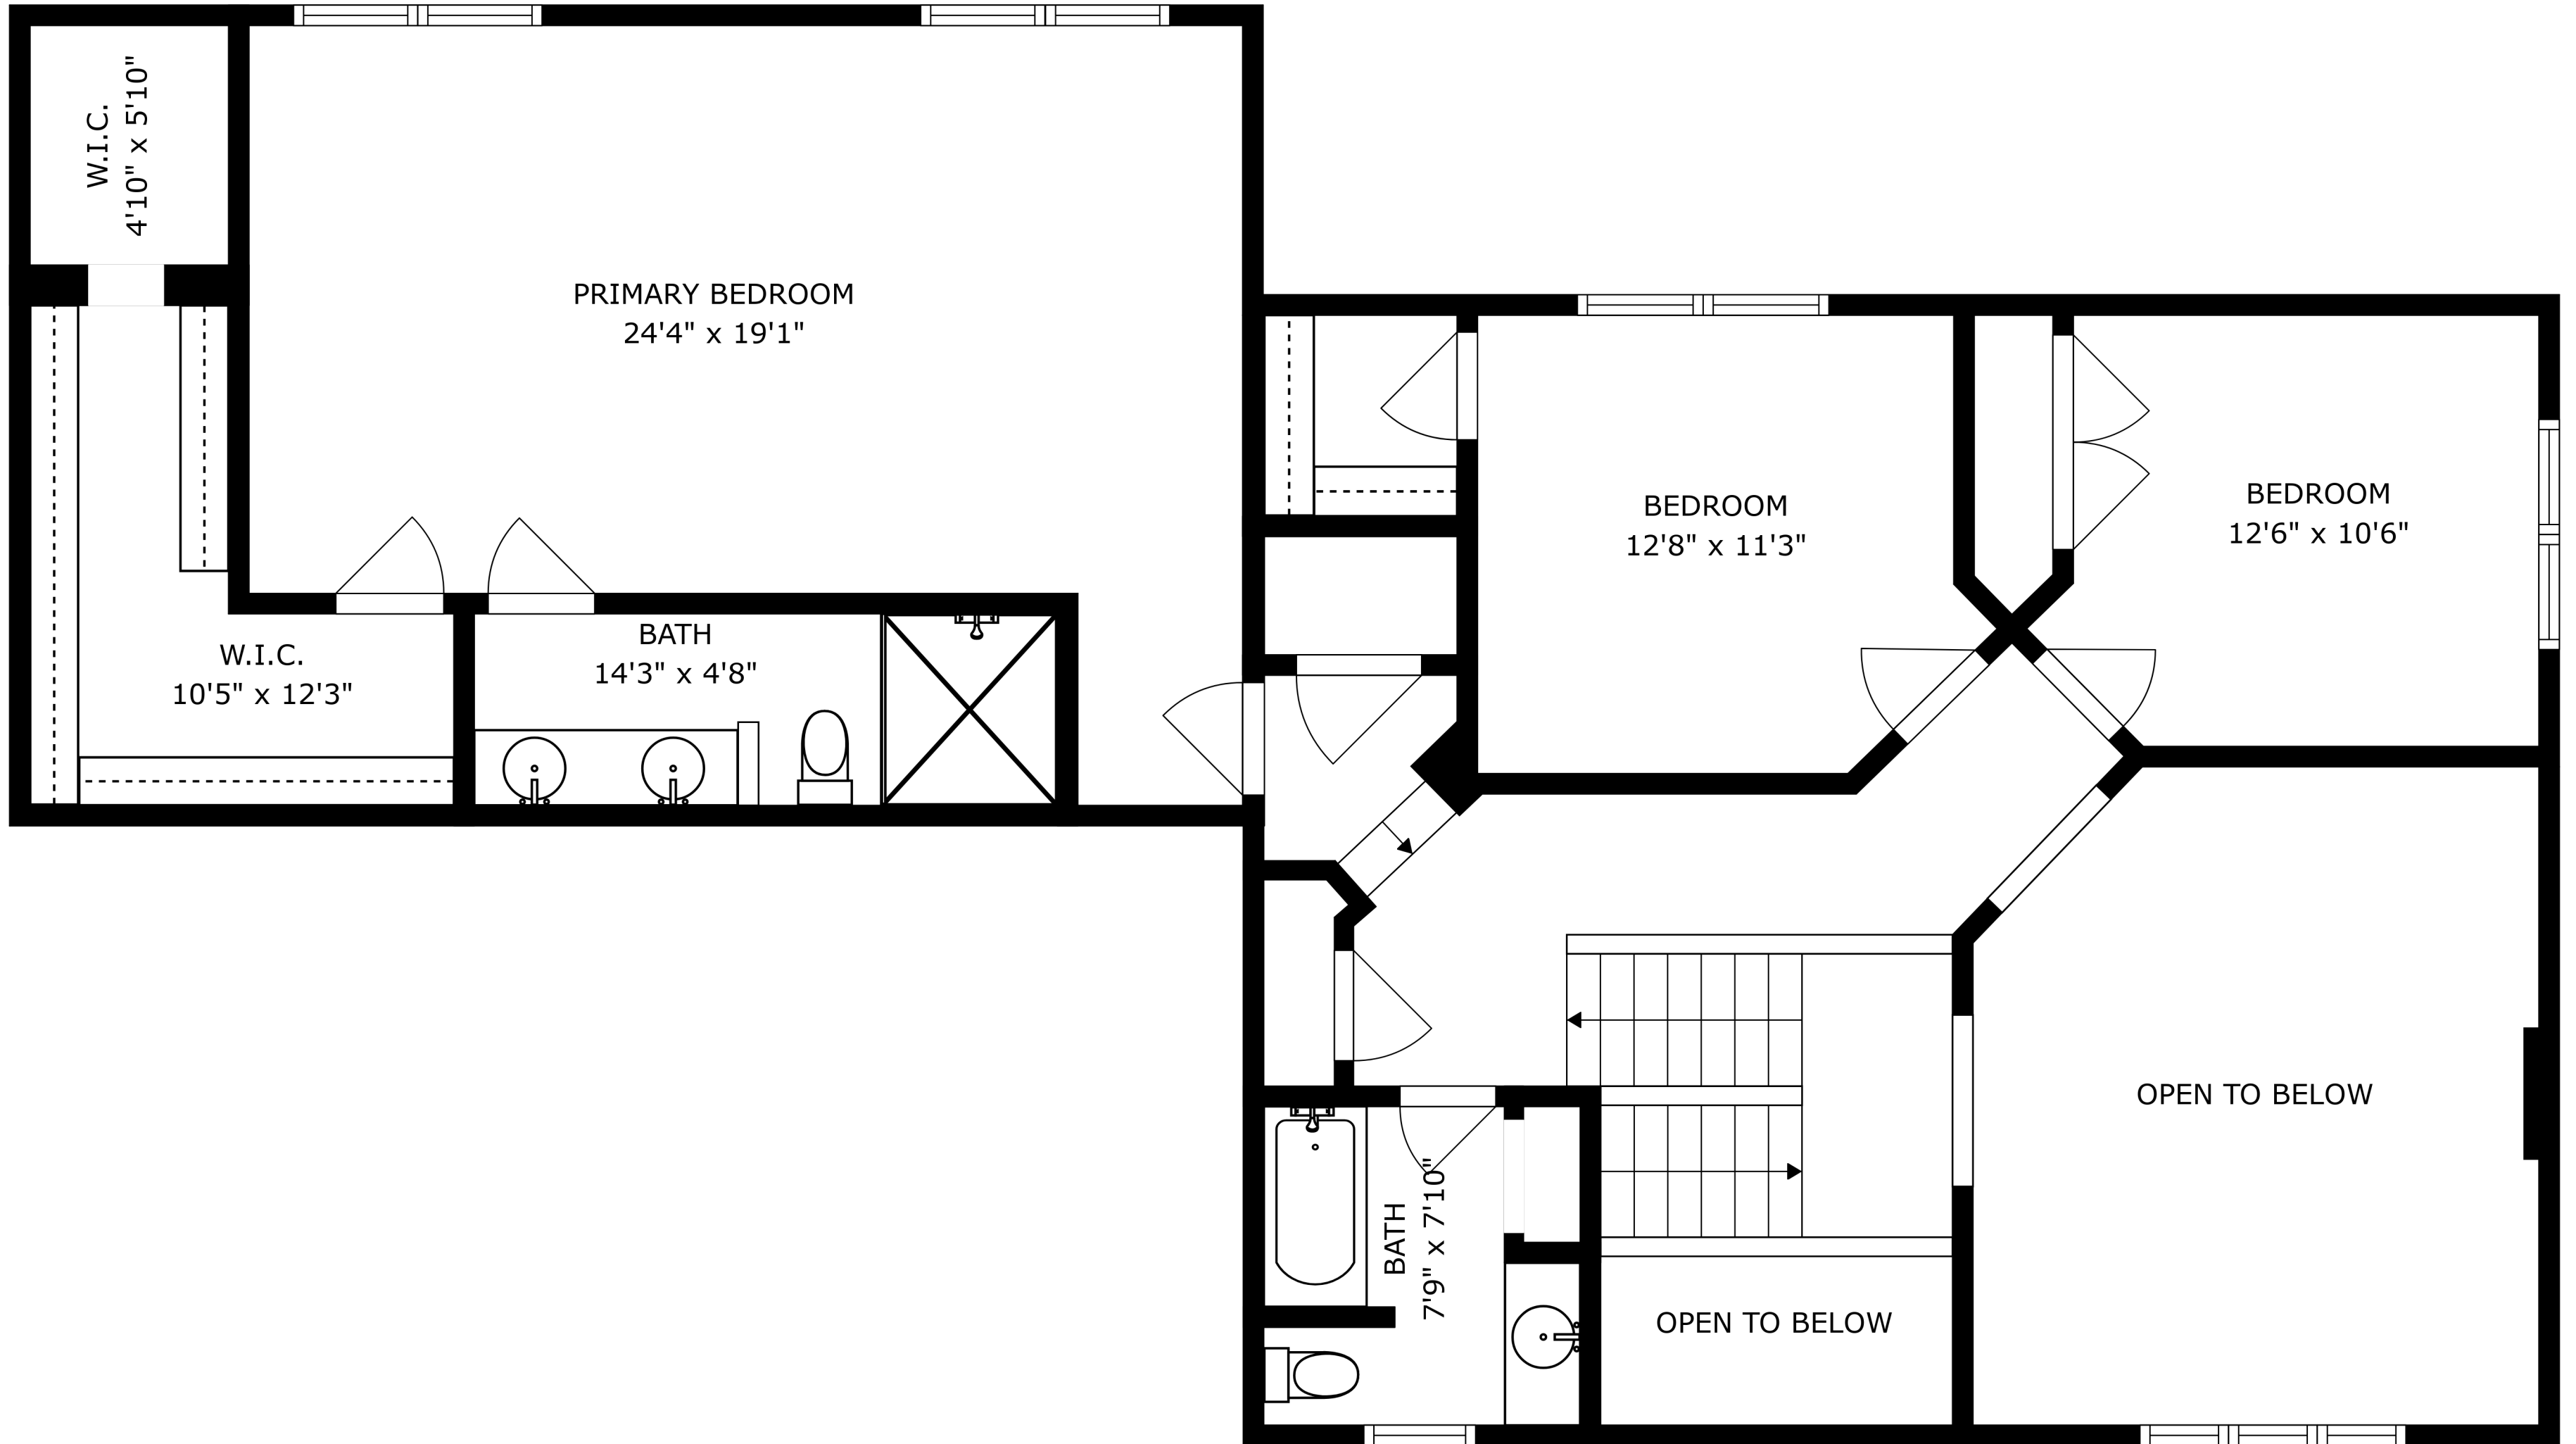 W.I.C.
4'10" x 5'10"
PRIMARY BEDROOM
24'4" x 19'1"
BEDROOM
12'8" x 11'3"
BEDROOM
12'6" x 10'6"
W.I.C.
10'5" x 12'3"
BATH
14'3" x 4'8"
OPEN TO BELOW
BATH
7'9" x 7'10"
OPEN TO BELOW